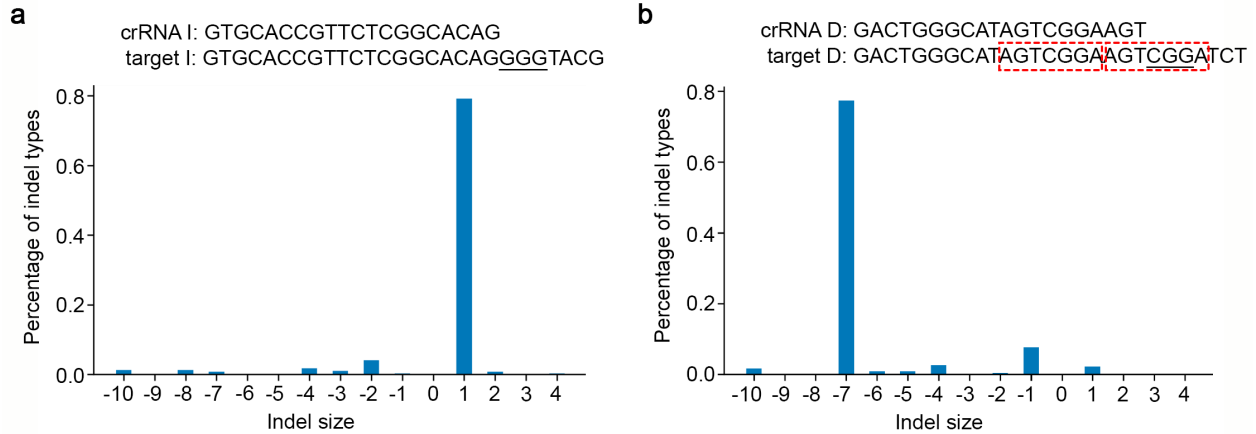 a
crRNA I: GTGCACCGTTCTCGGCACAG
target I: GTGCACCGTTCTCGGCACAGGGGTACG
Percentage of indel types
0.8
0.6
0.4
0.2
0.0
-10 -9 -8 -7 -6 -5 -4 -3 -2 -1 0 1 2 3 4
Indel size
b
crRNA D: GACTGGGCATAGTCGGAAGT
target D: GACTGGGCATAGTCGGAAGTCGGATCT
Percentage of indel types
0.8
0.6
0.4
0.2
0.0
-10 -9 -8 -7 -6 -5 -4 -3 -2 -1 0 1 2 3 4
Indel size